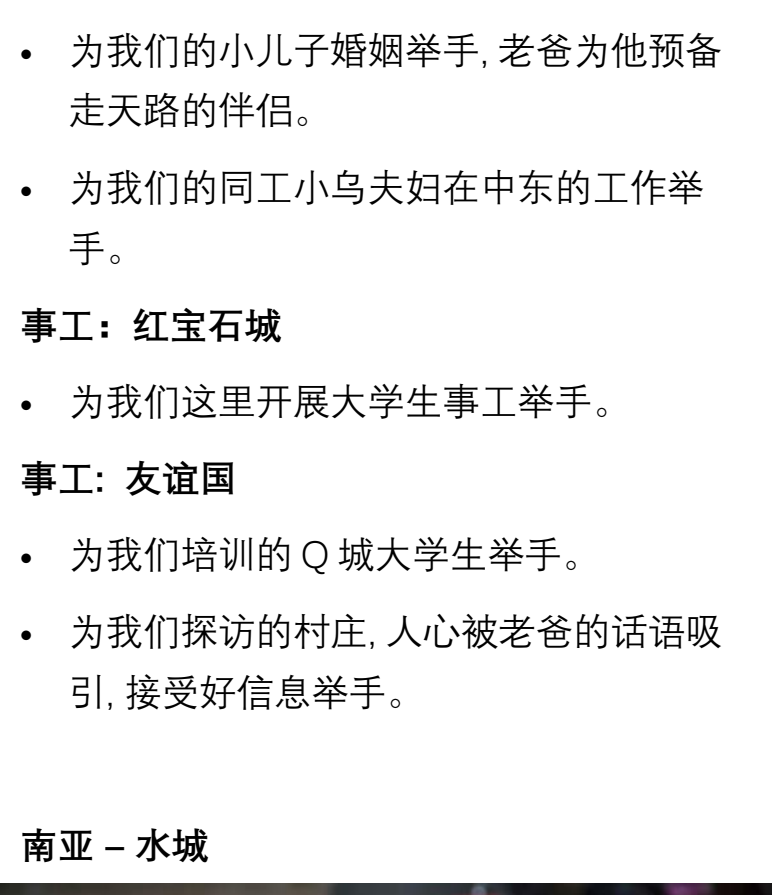 • 为我们的小儿子婚姻举手, 老爸为他预备
走天路的伴侣。
• 为我们的同工小乌夫妇在中东的工作举
手。
事工：红宝石城
• 为我们这里开展大学生事工举手。
事工: 友谊国
• 为我们培训的 Q 城大学生举手。
• 为我们探访的村庄, 人心被老爸的话语吸
引, 接受好信息举手。
南亚 – 水城